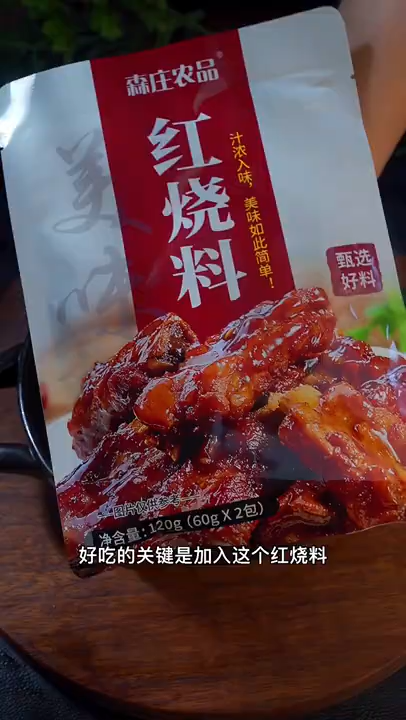 森庄农品®
红烧料
汁浓入味，美味如此简单！
甄选
好料
美味
图片仅供参考
净含量：120g（60g X 2包）
好吃的关键是加入这个红烧料